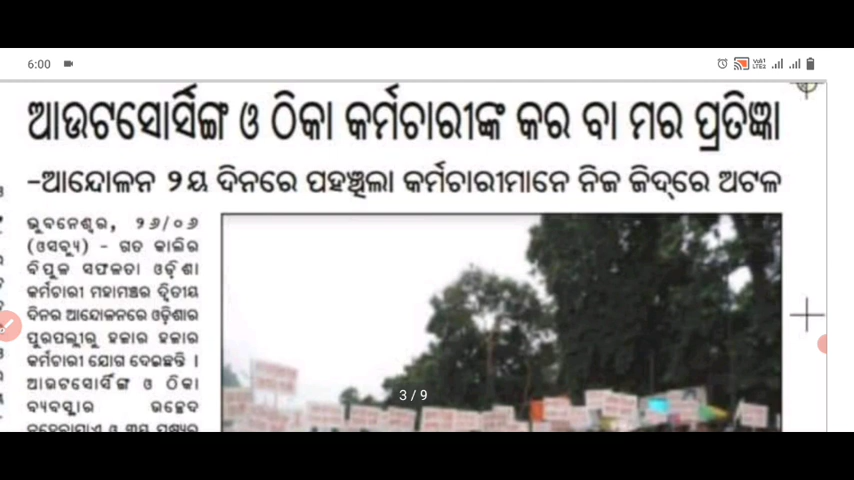 6:00
ଆଉଟସୋର୍ସିଙ୍ଗ ଓ ଠିକା କର୍ମଚାରୀଙ୍କ କର ବା ମର ପ୍ରତିଜ୍ଞା
-ଆନ୍ଦୋଳନ ୨ୟ ଦିନରେ ପହଞ୍ଚିଲା କର୍ମଚାରୀମାନେ ନିଜ ଜିଦ୍‌ରେ ଅଟଳ
ଭୁବନେଶ୍ୱର, ୨୬/୦୬
(ଓସବ୍ୟୁ) - ଗତ କାଲିର
ବିପୁଳ ସଫଳତା ଓଡ଼ିଶା
କର୍ମଚାରୀ ମହାମଞ୍ଚର ଦ୍ୱିତୀୟ
ଦିନର ଆନ୍ଦୋଳନରେ ଓଡ଼ିଶାର
ପୁରପଲ୍ଲୀରୁ ହଜାର ହଜାର
କର୍ମଚାରୀ ଯୋଗ ଦେଇଛନ୍ତି ।
ଆଉଟସୋର୍ସିଙ୍ଗ ଓ ଠିକା
ବ୍ୟବସ୍ଥାର ଉଚ୍ଛେଦ
3/9